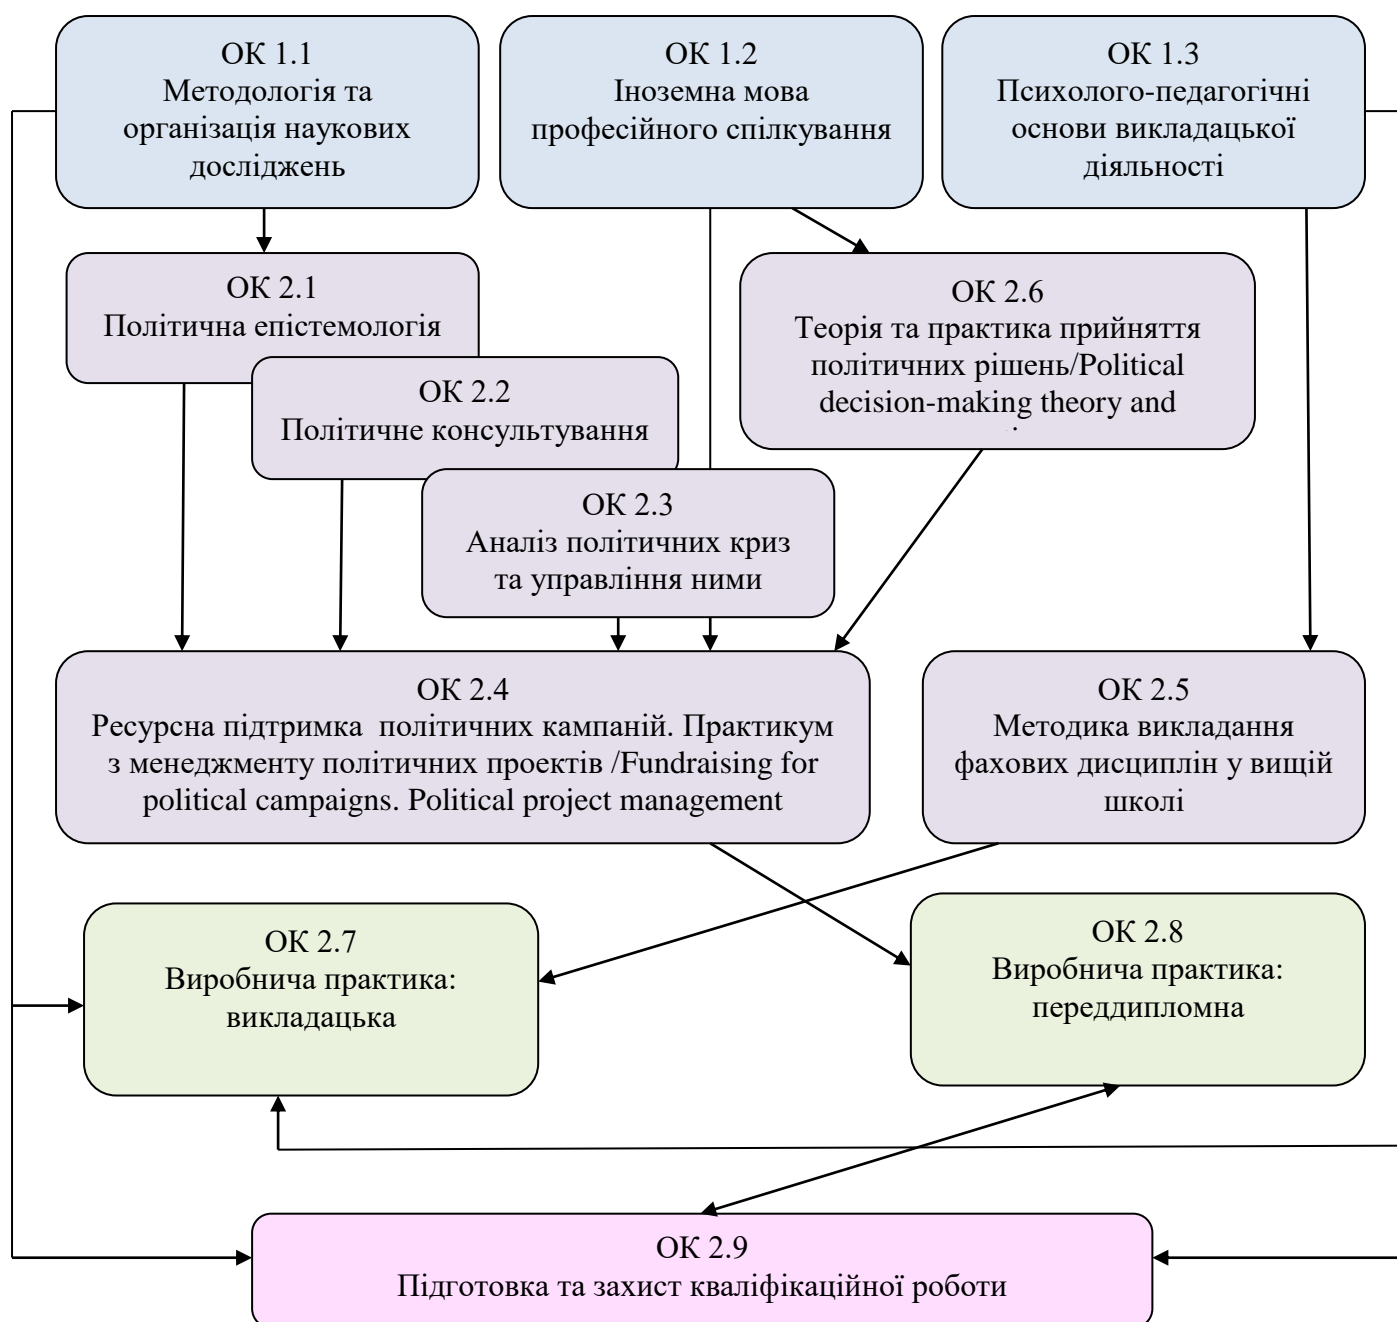 ОК 1.1
Методологія та
організація наукових
досліджень
ОК 1.2
Іноземна мова
професійного спілкування
ОК 1.3
Психолого-педагогічні
основи викладацької
діяльності
ОК 2.1
Політична епістемологія
ОК 2.2
Політичне консультування
ОК 2.3
Аналіз політичних криз
та управління ними
ОК 2.6
Теорія та практика прийняття
політичних рішень/Political
decision-making theory and
ОК 2.4
Ресурсна підтримка  політичних кампаній. Практикум
з менеджменту політичних проектів /Fundraising for
political campaigns. Political project management
ОК 2.5
Методика викладання
фахових дисциплін у вищій
школі
ОК 2.7
Виробнича практика:
викладацька
ОК 2.8
Виробнича практика:
переддипломна
ОК 2.9
Підготовка та захист кваліфікаційної роботи